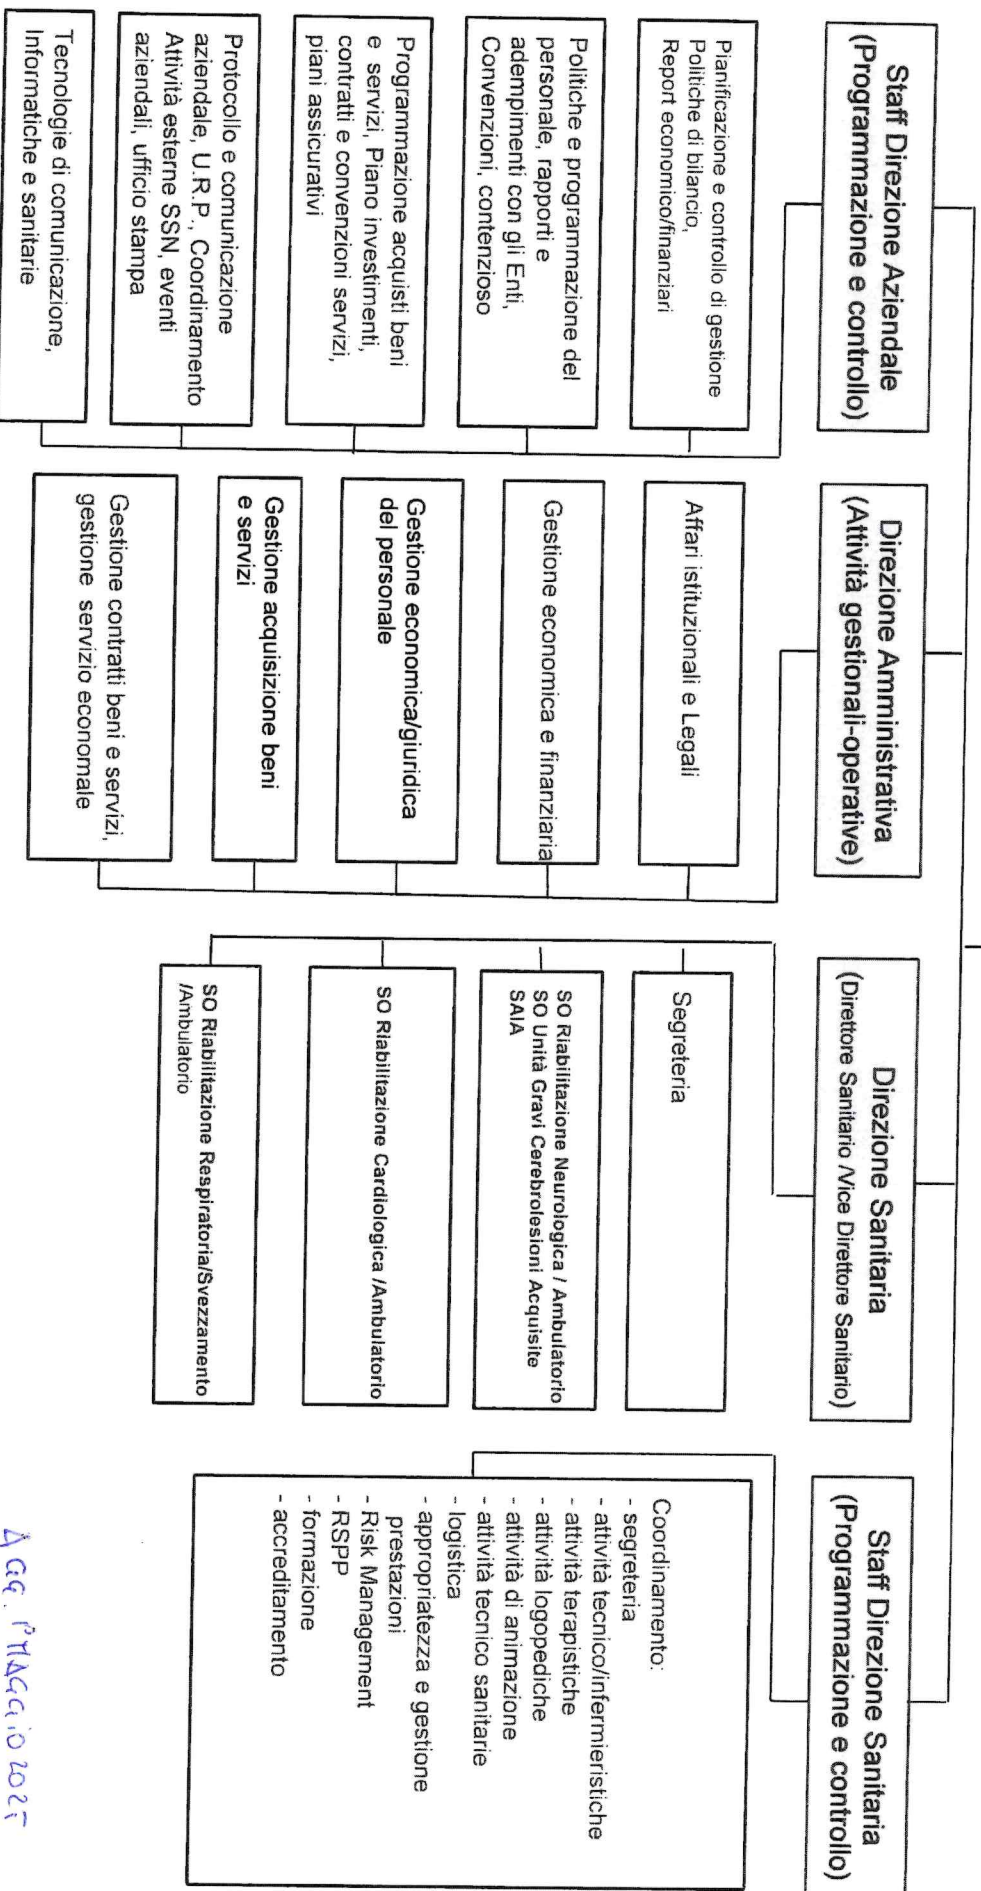 Staff Direzione Aziendale
(Programmazione e controllo)
Pianificazione e controllo di gestione
Politiche di bilancio,
Report economico/finanziari
Politiche e programmazione del
personale, rapporti e
adempimenti con gli Enti,
Convenzioni, contenzioso
Programmazione acquisti beni
e servizi, Piano investimenti,
contratti e convenzioni servizi,
piani assicurativi
Protocollo e comunicazione
aziendale, U.R.P., Coordinamento
Attività esterne SSN, eventi
aziendali, ufficio stampa
Tecnologie di comunicazione,
Informatiche e sanitarie
Direzione Amministrativa
(Attività gestionali-operative)
Affari istituzionali e Legali
Gestione economica e finanziaria
Gestione economica/giuridica
del personale
Gestione acquisizione beni
e servizi
Gestione contratti beni e servizi,
gestione servizio economale
Direzione Sanitaria
(Direttore Sanitario /Vice Direttore Sanitario)
Segreteria
SO Riabilitazione Neurologica / Ambulatorio
SO Unità Gravi Cerebrolesioni Acquisite
SAIA
SO Riabilitazione Cardiologica /Ambulatorio
SO Riabilitazione Respiratoria/Svezzamento
/Ambulatorio
Staff Direzione Sanitaria
(Programmazione e controllo)
Coordinamento:
- segreteria
- attività tecnico/infermieristiche
- attività terapistiche
- attività logopediche
- attività di animazione
- attività tecnico sanitarie
- logistica
- appropriatezza e gestione
prestazioni
- Risk Management
- RSPP
- formazione
- accreditamento
AGG. 1° MAGGIO 2025